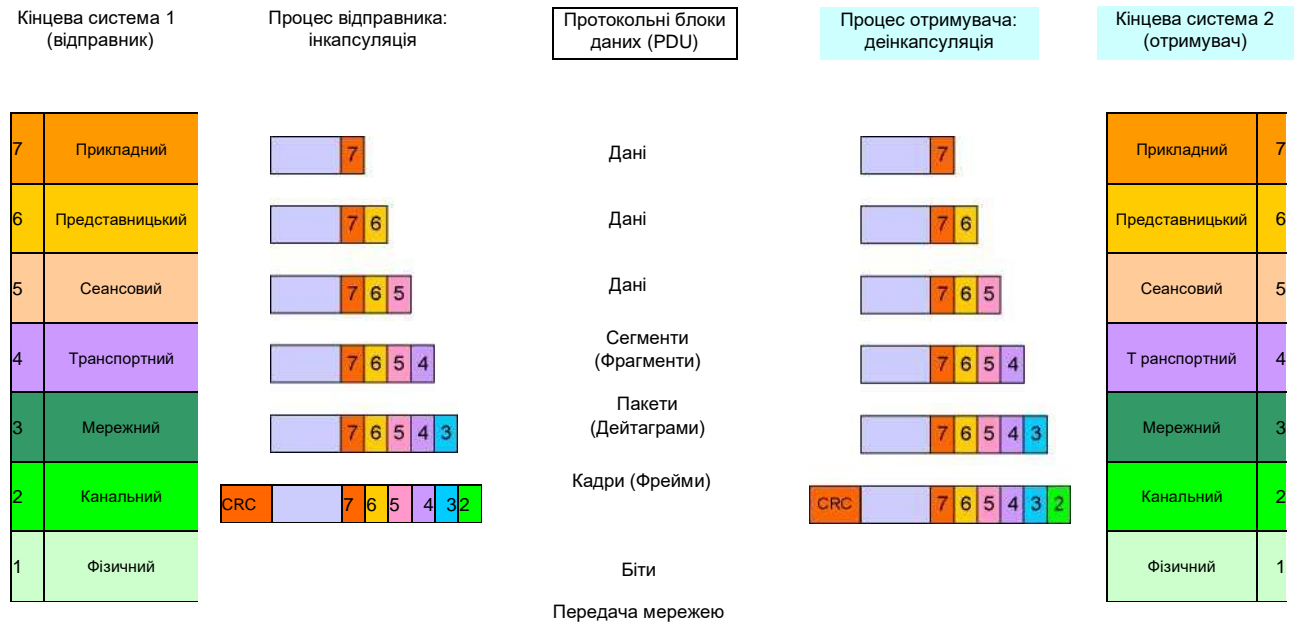 Кінцева система 1
(відправник)
Процес відправника:
інкапсуляція
Протокольні блоки
даних (PDU)
Процес отримувача:
деінкапсуляція
Кінцева система 2
(отримувач)
7 Прикладний 7 Дані 7 Прикладний 7
6 Представницький 7 6 Дані 7 6 Представницький 6
5 Сеансовий 7 6 5 Дані 7 6 5 Сеансовий 5
4 Транспортний 7 6 5 4 Сегменти
(Фрагменти) 7 6 5 4 Т ранспортний 4
3 Мережний 7 6 5 4 3 Пакети
(Дейтаграми) 7 6 5 4 3 Мережний 3
2 Канальний CRC 7 6 5 4 3 2 Кадри (Фрейми) CRC 7 6 5 4 3 2 Канальний 2
1 Фізичний Біти Фізичний 1
Передача мережею